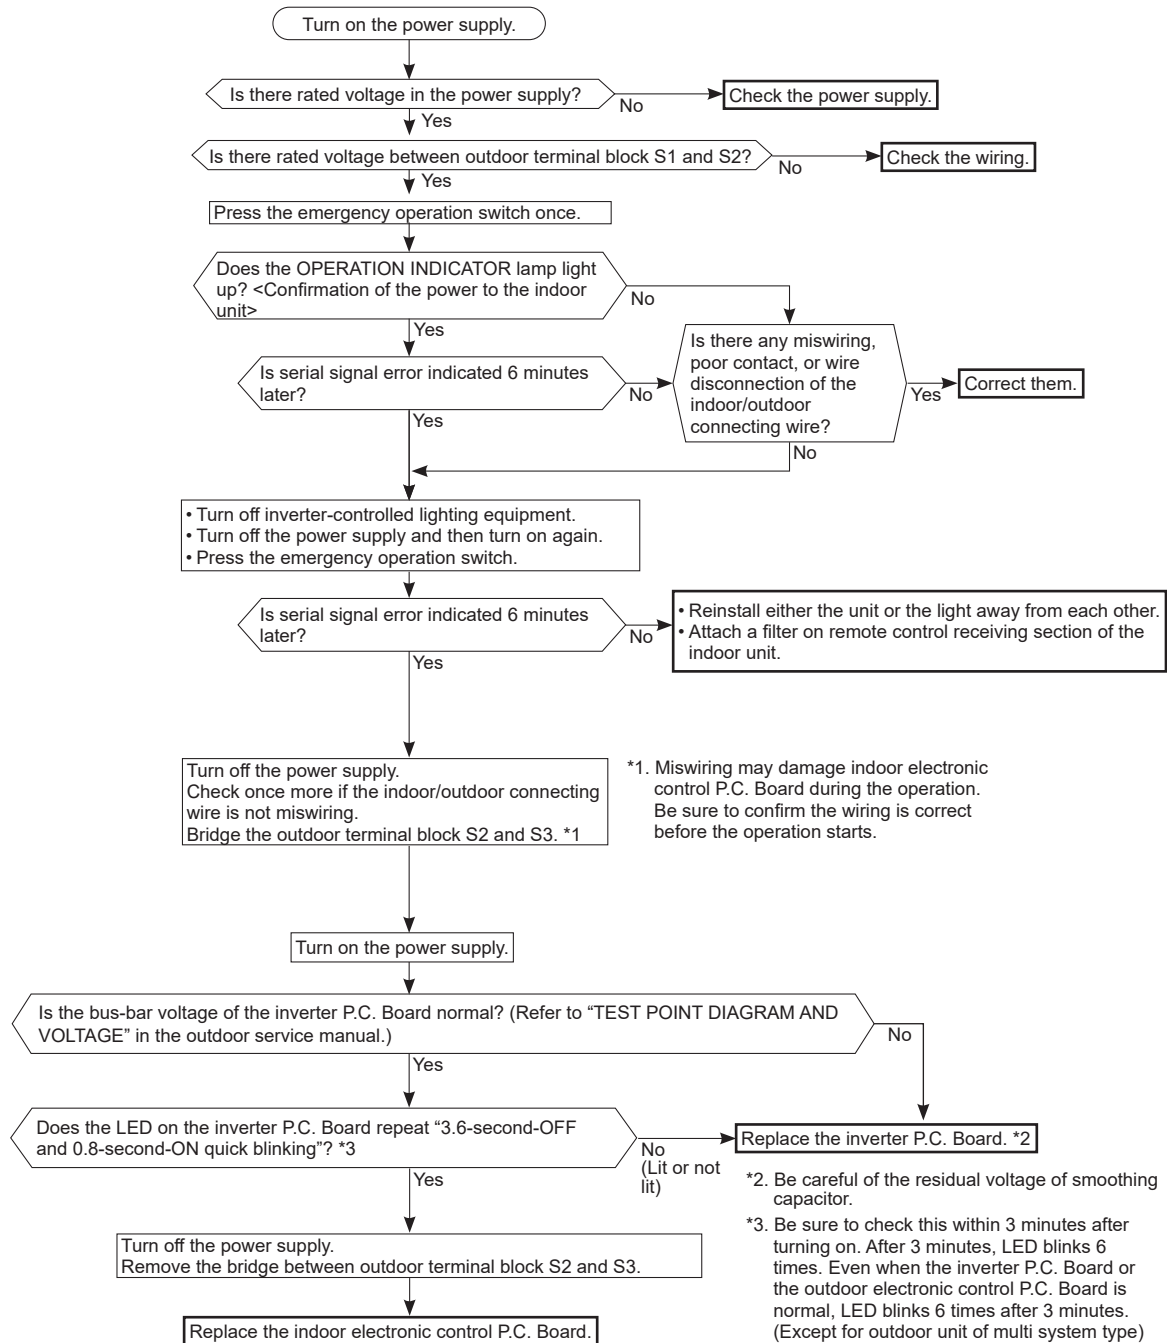 Turn on the power supply.
Is there rated voltage in the power supply?
No
Check the power supply.
Yes
Is there rated voltage between outdoor terminal block S1 and S2?
No
Check the wiring.
Yes
Press the emergency operation switch once.
Does the OPERATION INDICATOR lamp light
up? <Confirmation of the power to the indoor
unit>
No
Yes
Is there any miswiring,
poor contact, or wire
disconnection of the
indoor/outdoor
connecting wire?
Yes
Correct them.
No
Is serial signal error indicated 6 minutes
later?
No
Yes
• Turn off inverter-controlled lighting equipment.
• Turn off the power supply and then turn on again.
• Press the emergency operation switch.
Is serial signal error indicated 6 minutes
later?
No
• Reinstall either the unit or the light away from each other.
• Attach a filter on remote control receiving section of the
indoor unit.
Yes
Turn off the power supply.
Check once more if the indoor/outdoor connecting
wire is not miswiring.
Bridge the outdoor terminal block S2 and S3. *1
*1. Miswiring may damage indoor electronic
control P.C. Board during the operation.
Be sure to confirm the wiring is correct
before the operation starts.
Turn on the power supply.
Is the bus-bar voltage of the inverter P.C. Board normal? (Refer to “TEST POINT DIAGRAM AND
VOLTAGE” in the outdoor service manual.)
No
Yes
Does the LED on the inverter P.C. Board repeat “3.6-second-OFF
and 0.8-second-ON quick blinking”? *3
No
(Lit or not
lit)
Replace the inverter P.C. Board. *2
Yes
*2. Be careful of the residual voltage of smoothing
capacitor.
*3. Be sure to check this within 3 minutes after
turning on. After 3 minutes, LED blinks 6
times. Even when the inverter P.C. Board or
the outdoor electronic control P.C. Board is
normal, LED blinks 6 times after 3 minutes.
(Except for outdoor unit of multi system type)
Turn off the power supply.
Remove the bridge between outdoor terminal block S2 and S3.
Replace the indoor electronic control P.C. Board.